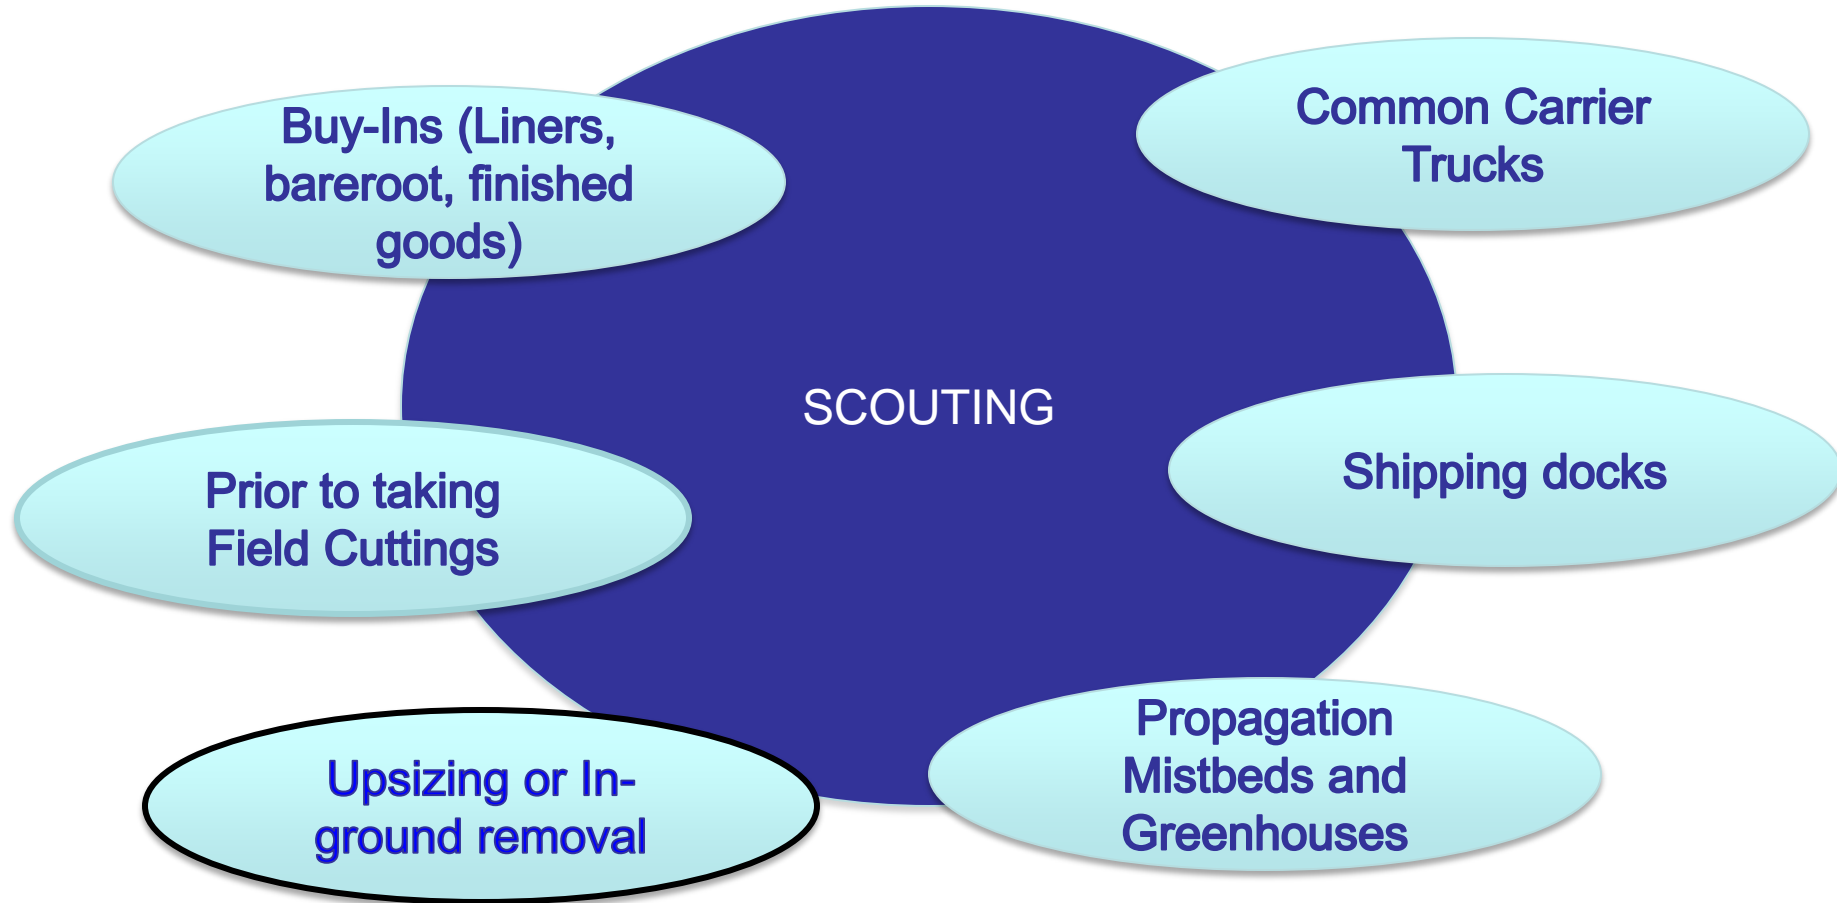 Buy-Ins (Liners,
bareroot, finished
goods)
Common Carrier
Trucks
SCOUTING
Prior to taking
Field Cuttings
Shipping docks
Upsizing or In-
ground removal
Propagation
Mistbeds and
Greenhouses